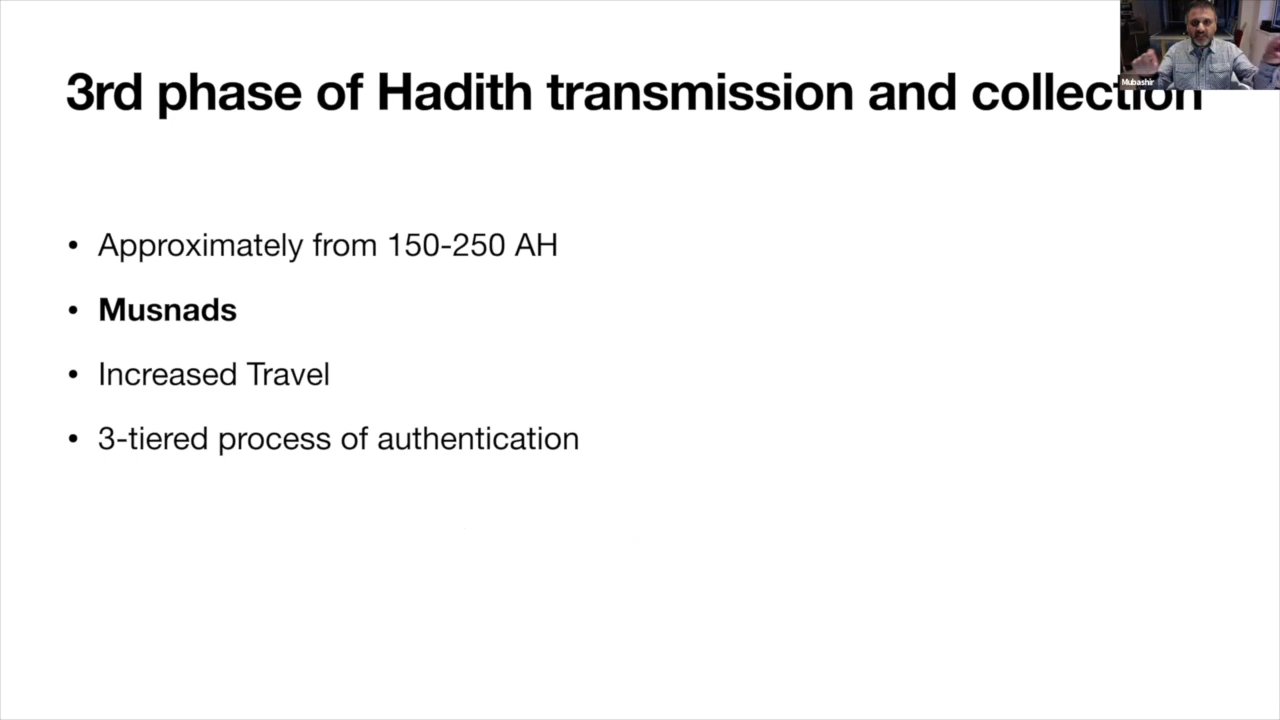 3rd phase of Hadith transmission and collection
Mubashir
• Approximately from 150-250 AH
• Musnads
• Increased Travel
• 3-tiered process of authentication